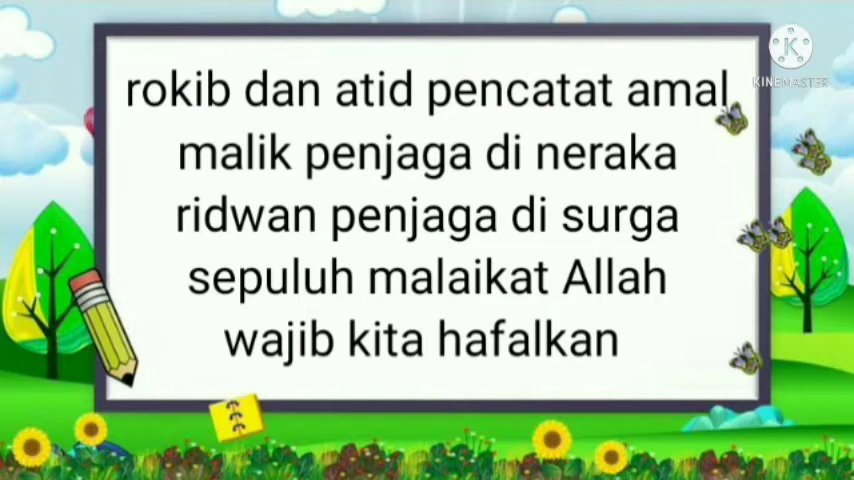 rokib dan atid pencatat amal
malik penjaga di neraka
ridwan penjaga di surga
sepuluh malaikat Allah
wajib kita hafalkan
K
KINEMASTER